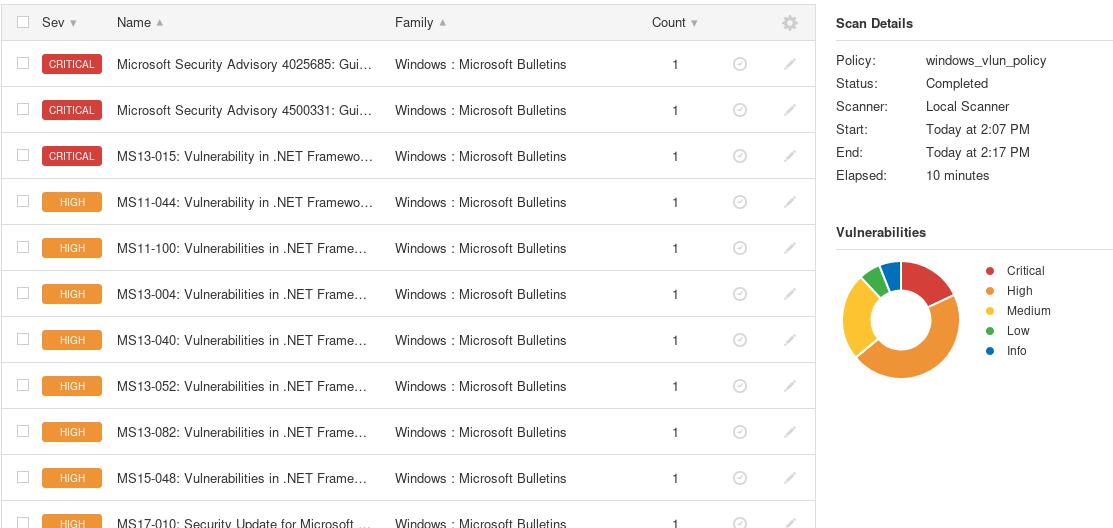 Sev ▼ Name ▲ Family ▲ Count ▼
CRITICAL Microsoft Security Advisory 4025685: Gui... Windows : Microsoft Bulletins 1
CRITICAL Microsoft Security Advisory 4500331: Gui... Windows : Microsoft Bulletins 1
CRITICAL MS13-015: Vulnerability in .NET Framewo... Windows : Microsoft Bulletins 1
HIGH MS11-044: Vulnerability in .NET Framewo... Windows : Microsoft Bulletins 1
HIGH MS11-100: Vulnerabilities in .NET Frame... Windows : Microsoft Bulletins 1
HIGH MS13-004: Vulnerabilities in .NET Frame... Windows : Microsoft Bulletins 1
HIGH MS13-040: Vulnerabilities in .NET Frame... Windows : Microsoft Bulletins 1
HIGH MS13-052: Vulnerabilities in .NET Frame... Windows : Microsoft Bulletins 1
HIGH MS13-082: Vulnerabilities in .NET Frame... Windows : Microsoft Bulletins 1
HIGH MS15-048: Vulnerabilities in .NET Frame... Windows : Microsoft Bulletins 1
HIGH MS17-010: Security Update for Microsoft ... Windows : Microsoft Bulletins 1
Scan Details
Policy: windows_vlun_policy
Status: Completed
Scanner: Local Scanner
Start: Today at 2:07 PM
End: Today at 2:17 PM
Elapsed: 10 minutes
Vulnerabilities
Critical
High
Medium
Low
Info